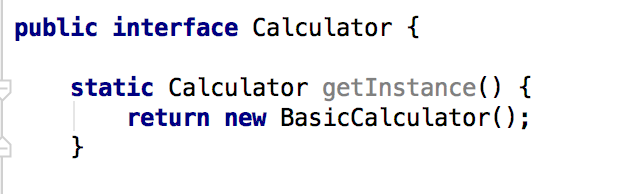 public interface Calculator {
static Calculator getInstance() {
return new BasicCalculator();
}